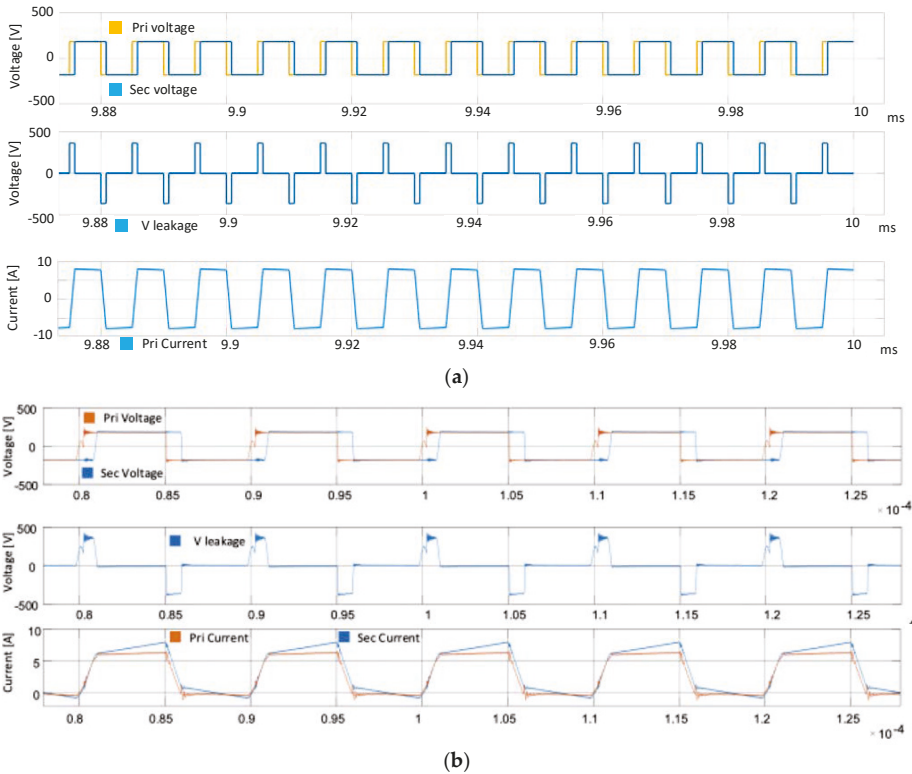 500
Pri voltage
Voltage [V]
0
Sec voltage
-500
9.88 9.9 9.92 9.94 9.96 9.98 10
ms
500
Voltage [V]
0
-500
9.88 9.9 9.92 9.94 9.96 9.98 10
V leakage
ms
10
Current [A]
0
-10
9.88 9.9 9.92 9.94 9.96 9.98 10
Pri Current
ms
(a)
500
Pri Voltage
Voltage [V]
0
Sec Voltage
-500
0.8 0.85 0.9 0.95 1 1.05 1.1 1.15 1.2 1.25
× 10⁻⁴
500
V leakage
Voltage [V]
0
-500
0.8 0.85 0.9 0.95 1 1.05 1.1 1.15 1.2 1.25
10
Pri Current Sec Current
Current [A]
5
0
0.8 0.85 0.9 0.95 1 1.05 1.1 1.15 1.2 1.25
× 10⁻⁴
(b)